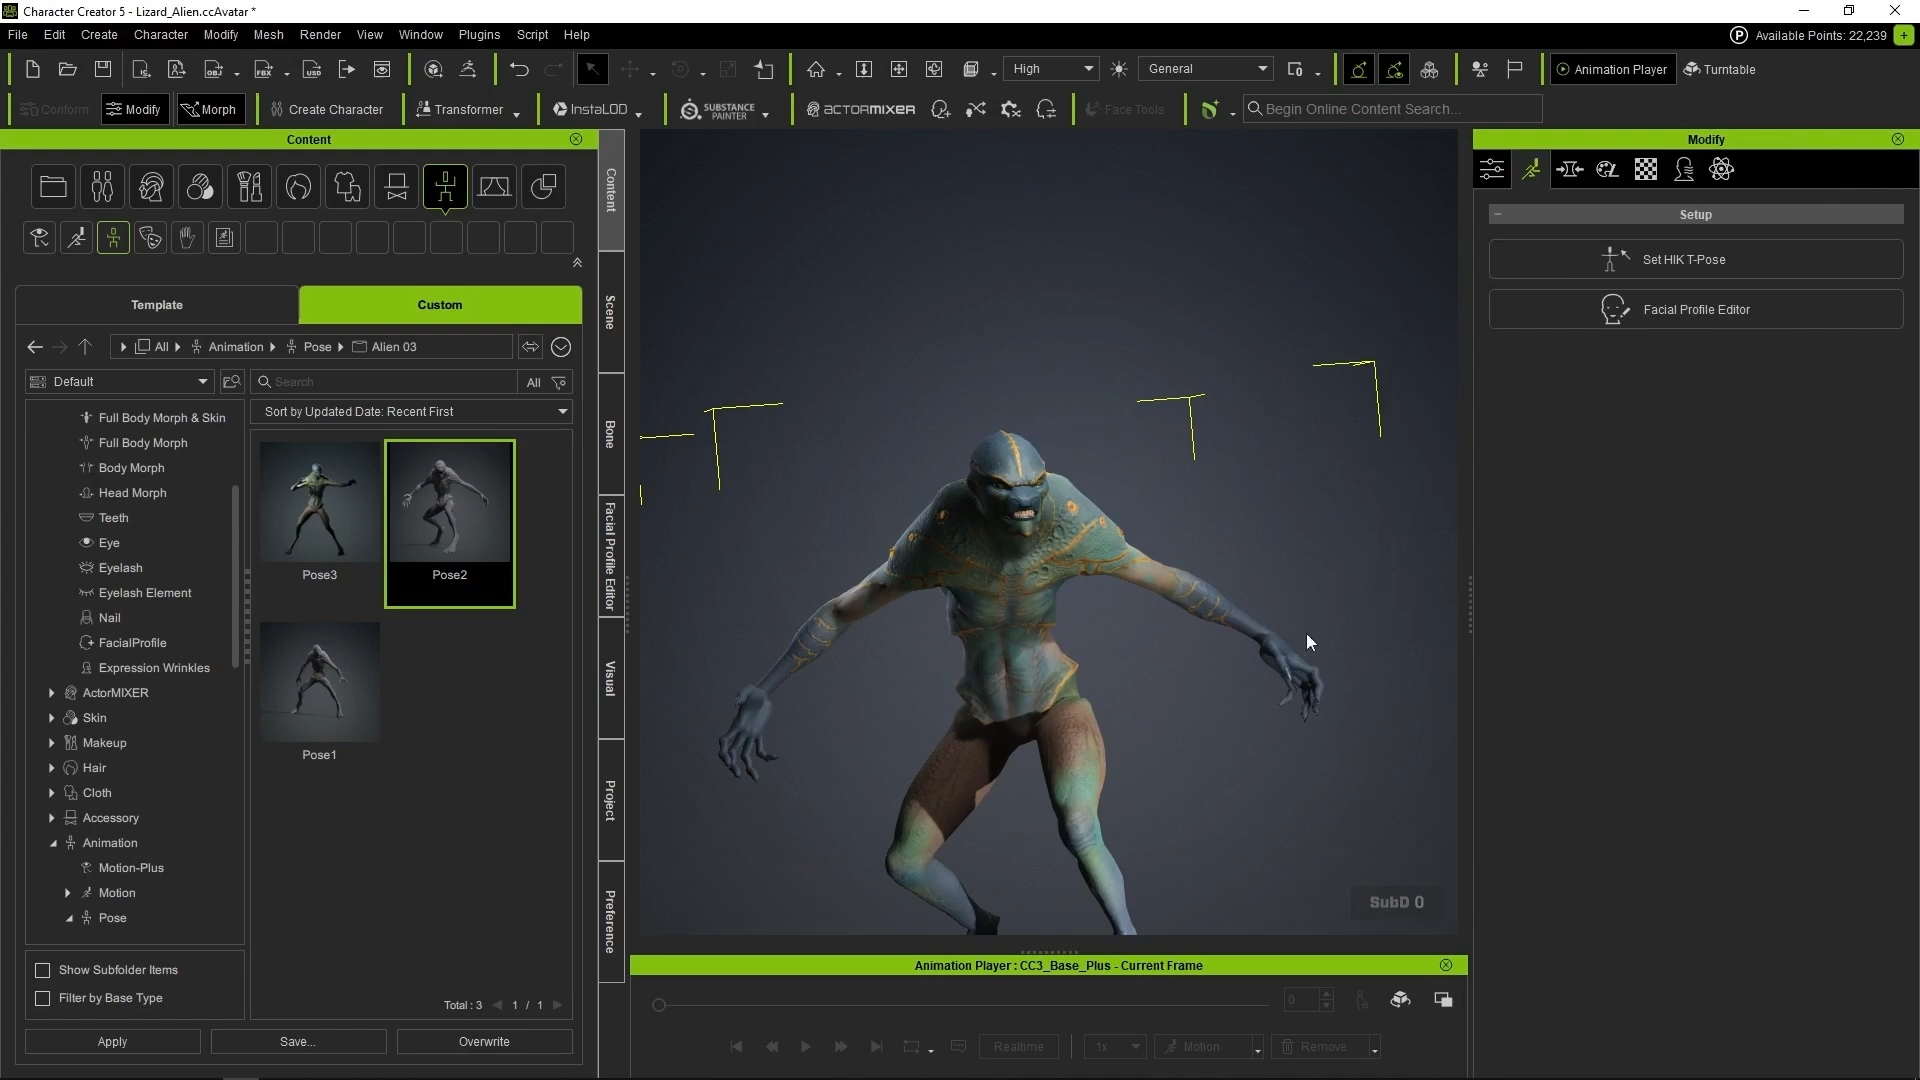 Character Creator 5 - Lizard_Alien.ccAvatar *
File Edit Create Character Modify Mesh Render View Window Plugins Script Help
Available Points: 22,239
OBJ FBX USD High General Animation Player Turntable
Conform Modify Morph Create Character Transformer InstaLOD SUBSTANCE PAINTER ACTORMIXER Face Tools Begin Online Content Search...
Content
Template Custom
All Animation Pose Alien 03
Default Search All
Sort by Updated Date: Recent First
Full Body Morph & Skin
Full Body Morph
Body Morph
Head Morph
Teeth
Eye
Eyelash
Eyelash Element
Nail
FacialProfile
Expression Wrinkles
ActorMIXER
Skin
Makeup
Hair
Cloth
Accessory
Animation
Motion-Plus
Motion
Pose
Pose3 Pose2
Pose1
Show Subfolder Items
Filter by Base Type
Total : 3 1 / 1
Apply Save... Overwrite
Content
Scene
Bone
Facial Profile Editor
Visual
Project
Preference
SubD 0
Animation Player : CC3_Base_Plus - Current Frame
0
Realtime 1x Motion Remove
Modify
Setup
Set HIK T-Pose
Facial Profile Editor